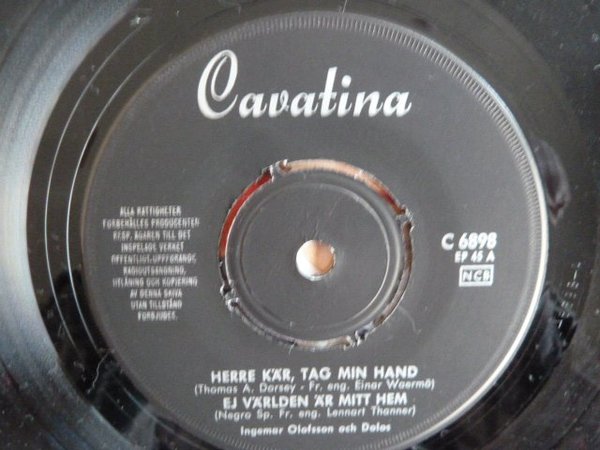 Cavatina
ALLA RÄTTIGHETER
FÖRBEHÅLLES PRODUCENTEN
RESP. ÄGAREN TILL DET
INSPELADE VERKET
OFFENTLIGT UPPFÖRANDE,
RADIOUTSÄNDNING,
UTLÅNING OCH KOPIERING
AV DENNA SKIVA
UTAN TILLSTÅND
FÖRBJUDES.
C 6898
EP 45 A
NCB
HERRE KÄR, TAG MIN HAND
(Thomas A. Dorsey - Fr. eng. Einar Waermö)
EJ VÄRLDEN ÄR MITT HEM
(Negro Sp. Fr. eng. Lennart Thanner)
Ingemar Olofsson och Dolos